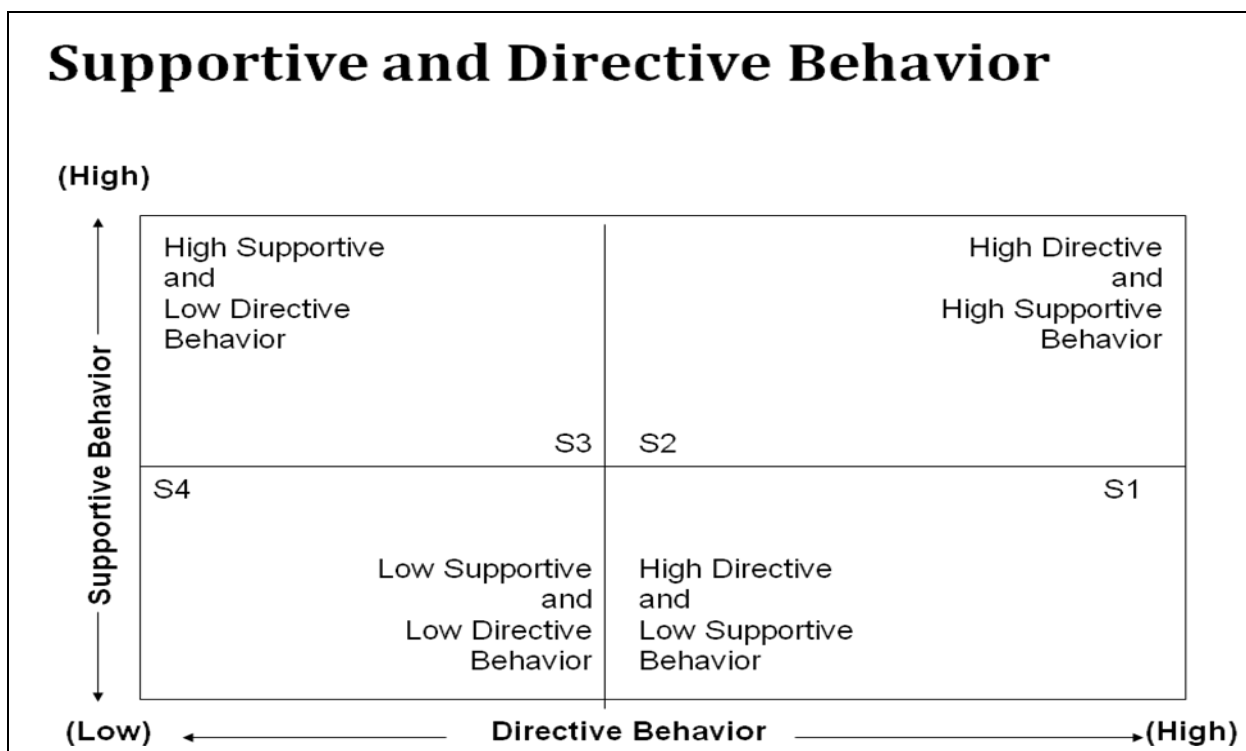 Supportive and Directive Behavior
(High)
High Supportive
and
Low Directive
Behavior
S3
High Directive
and
High Supportive
Behavior
S2
Supportive Behavior
S4
Low Supportive
and
Low Directive
Behavior
S1
High Directive
and
Low Supportive
Behavior
(Low)
Directive Behavior
(High)